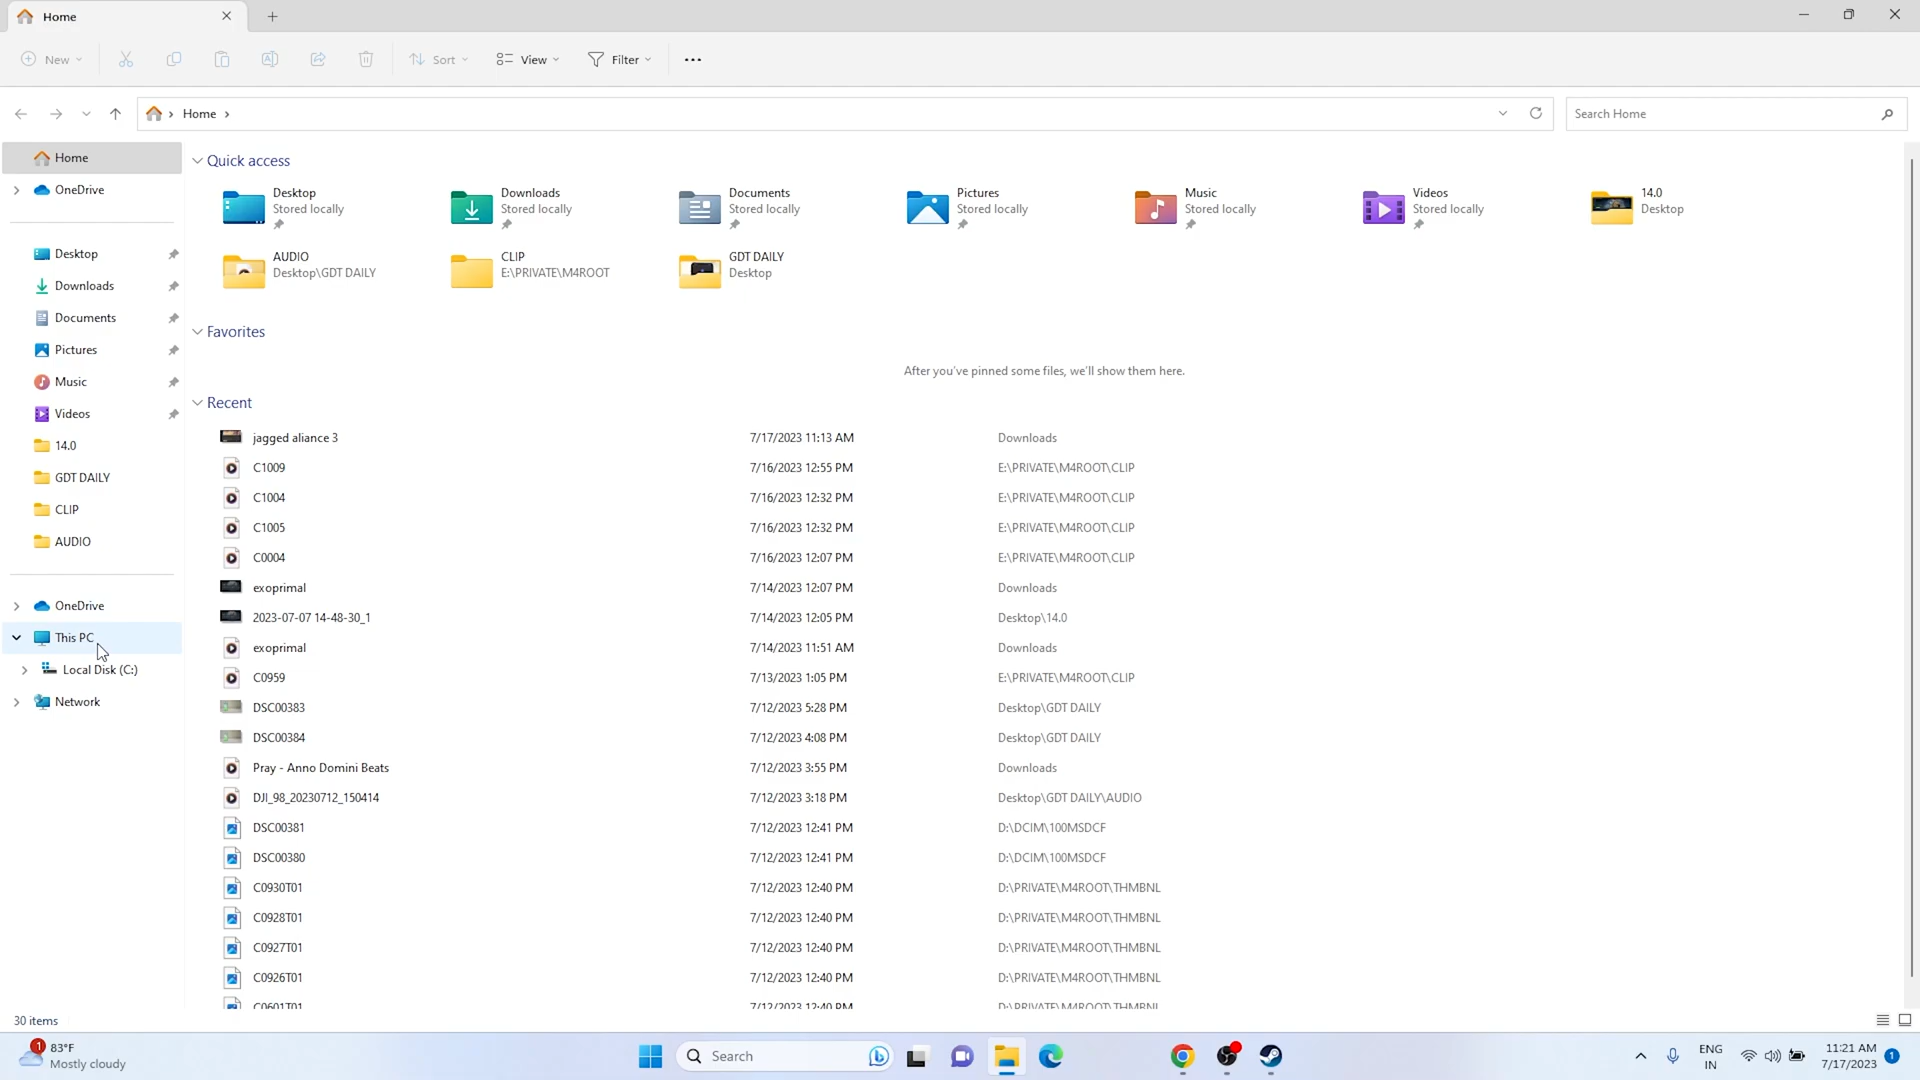 Home
New
Sort
View
Filter
Home
Search Home
Home
OneDrive
Desktop
Downloads
Documents
Pictures
Music
Videos
14.0
GDT DAILY
CLIP
AUDIO
OneDrive
This PC
Local Disk (C:)
Network
Quick access
Desktop
Stored locally
Downloads
Stored locally
Documents
Stored locally
Pictures
Stored locally
Music
Stored locally
Videos
Stored locally
14.0
Desktop
AUDIO
Desktop\GDT DAILY
CLIP
E:\PRIVATE\M4ROOT
GDT DAILY
Desktop
Favorites
After you've pinned some files, we'll show them here.
Recent
jagged aliance 3 7/17/2023 11:13 AM Downloads
C1009 7/16/2023 12:55 PM E:\PRIVATE\M4ROOT\CLIP
C1004 7/16/2023 12:32 PM E:\PRIVATE\M4ROOT\CLIP
C1005 7/16/2023 12:32 PM E:\PRIVATE\M4ROOT\CLIP
C0004 7/16/2023 12:07 PM E:\PRIVATE\M4ROOT\CLIP
exoprimal 7/14/2023 12:07 PM Downloads
2023-07-07 14-48-30_1 7/14/2023 12:05 PM Desktop\14.0
exoprimal 7/14/2023 11:51 AM Downloads
C0959 7/13/2023 1:05 PM E:\PRIVATE\M4ROOT\CLIP
DSC00383 7/12/2023 5:28 PM Desktop\GDT DAILY
DSC00384 7/12/2023 4:08 PM Desktop\GDT DAILY
Pray - Anno Domini Beats 7/12/2023 3:55 PM Downloads
DJI_98_20230712_150414 7/12/2023 3:18 PM Desktop\GDT DAILY\AUDIO
DSC00381 7/12/2023 12:41 PM D:\DCIM\100MSDCF
DSC00380 7/12/2023 12:41 PM D:\DCIM\100MSDCF
C0930T01 7/12/2023 12:40 PM D:\PRIVATE\M4ROOT\THMBNL
C0928T01 7/12/2023 12:40 PM D:\PRIVATE\M4ROOT\THMBNL
C0927T01 7/12/2023 12:40 PM D:\PRIVATE\M4ROOT\THMBNL
C0926T01 7/12/2023 12:40 PM D:\PRIVATE\M4ROOT\THMBNL
C0601T01 7/12/2023 12:40 PM D:\PRIVATE\M4ROOT\THMBNL
30 items
1
83°F
Mostly cloudy
Search
ENG
IN
11:21 AM
7/17/2023
1